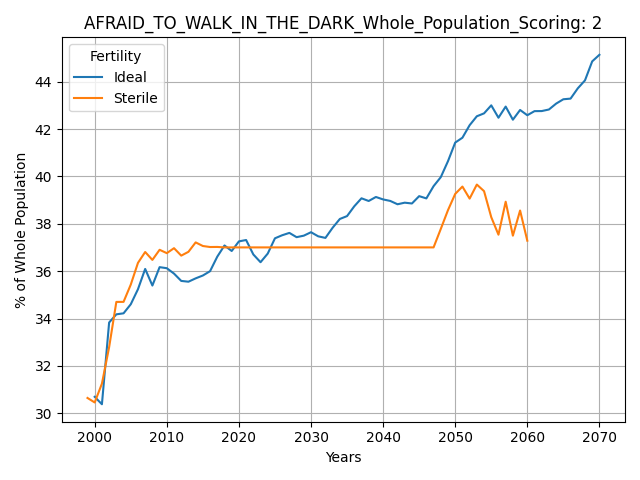 AFRAID_TO_WALK_IN_THE_DARK_Whole_Population_Scoring: 2
Fertility
Ideal
Sterile
% of Whole Population
44
42
40
38
36
34
32
30
2000 2010 2020 2030 2040 2050 2060 2070
Years